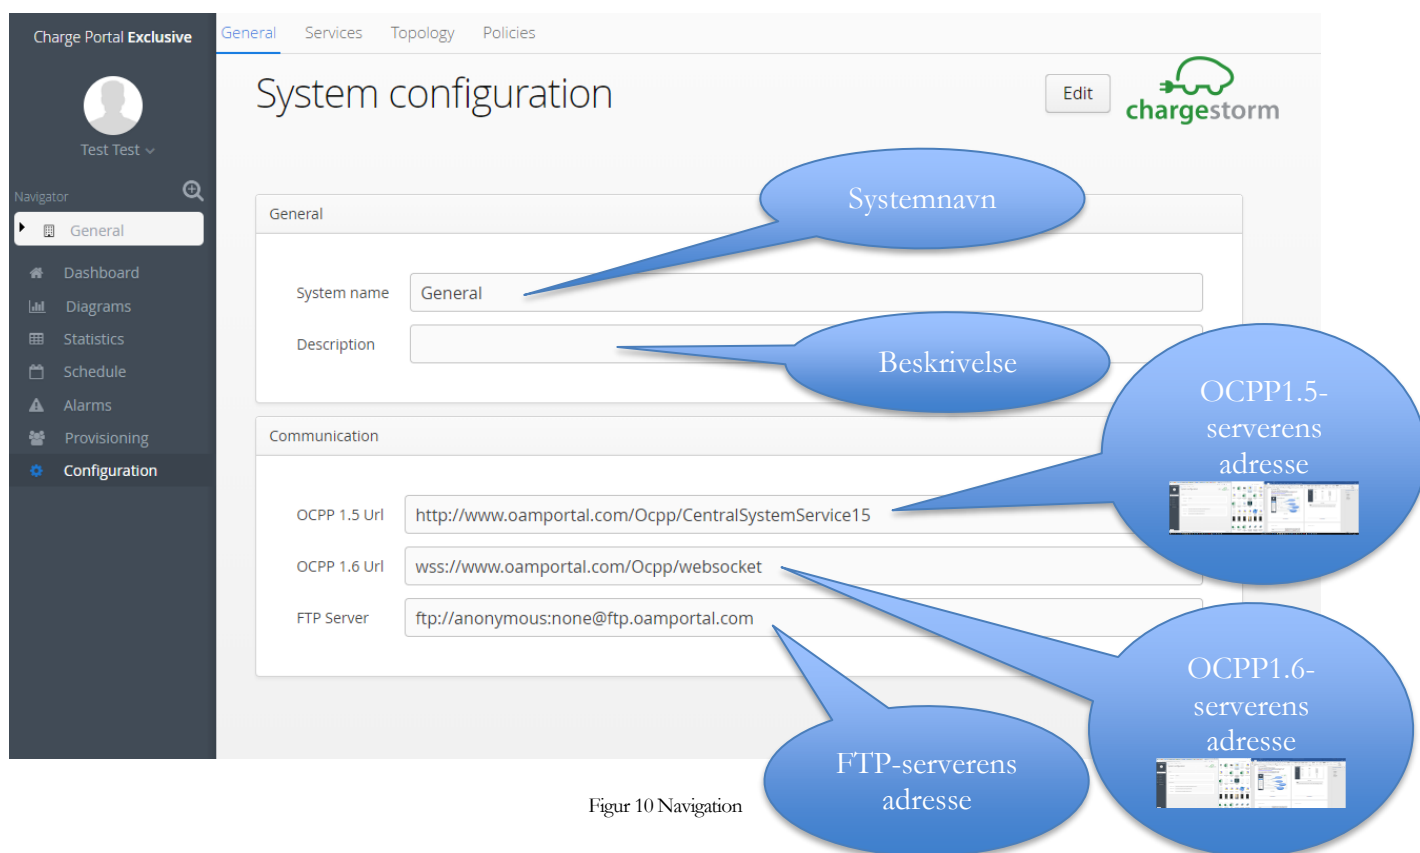 Charge Portal Exclusive
General Services Topology Policies
System configuration
Edit
chargestorm
Test Test
Navigator
General
Dashboard
Diagrams
Statistics
Schedule
Alarms
Provisioning
Configuration
General
Systemnavn
System name General
Description
Beskrivelse
Communication
OCPP1.5-
serverens
adresse
OCPP 1.5 Url http://www.oamportal.com/Ocpp/CentralSystemService15
OCPP 1.6 Url wss://www.oamportal.com/Ocpp/websocket
FTP Server ftp://anonymous:none@ftp.oamportal.com
OCPP1.6-
serverens
adresse
FTP-serverens
adresse
Figur 10 Navigation